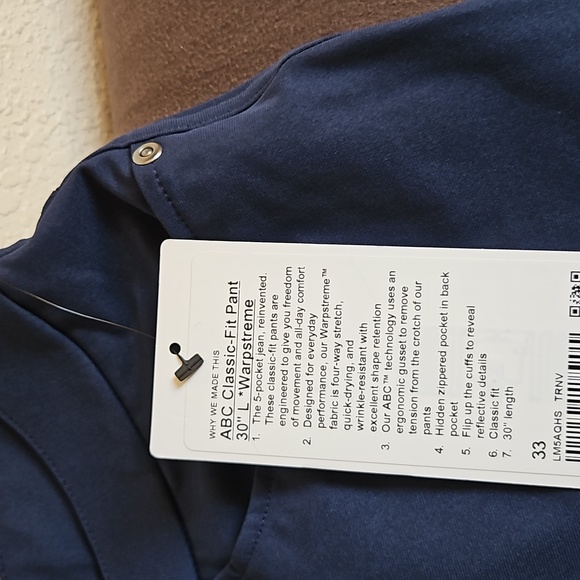 WHY WE MADE THIS
ABC Classic-Fit Pant
30" L *Warpstreme
1. The 5-pocket jean, reinvented.
These classic-fit pants are
engineered to give you freedom
of movement and all-day comfort
2. Designed for everyday
performance, our Warpstreme™
fabric is four-way stretch,
quick-drying, and
wrinkle-resistant with
excellent shape retention
3. Our ABC™ technology uses an
ergonomic gusset to remove
tension from the crotch of our
pants
4. Hidden zippered pocket in back
pocket
5. Flip up the cuffs to reveal
reflective details
6. Classic fit
7. 30" length
33
LM5AQHS TRNV